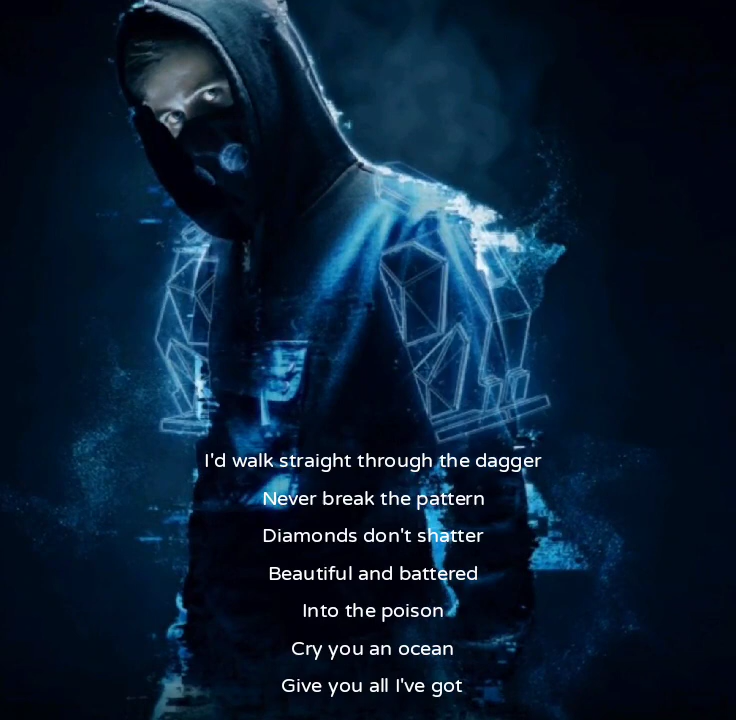 I'd walk straight through the dagger
Never break the pattern
Diamonds don't shatter
Beautiful and battered
Into the poison
Cry you an ocean
Give you all I've got